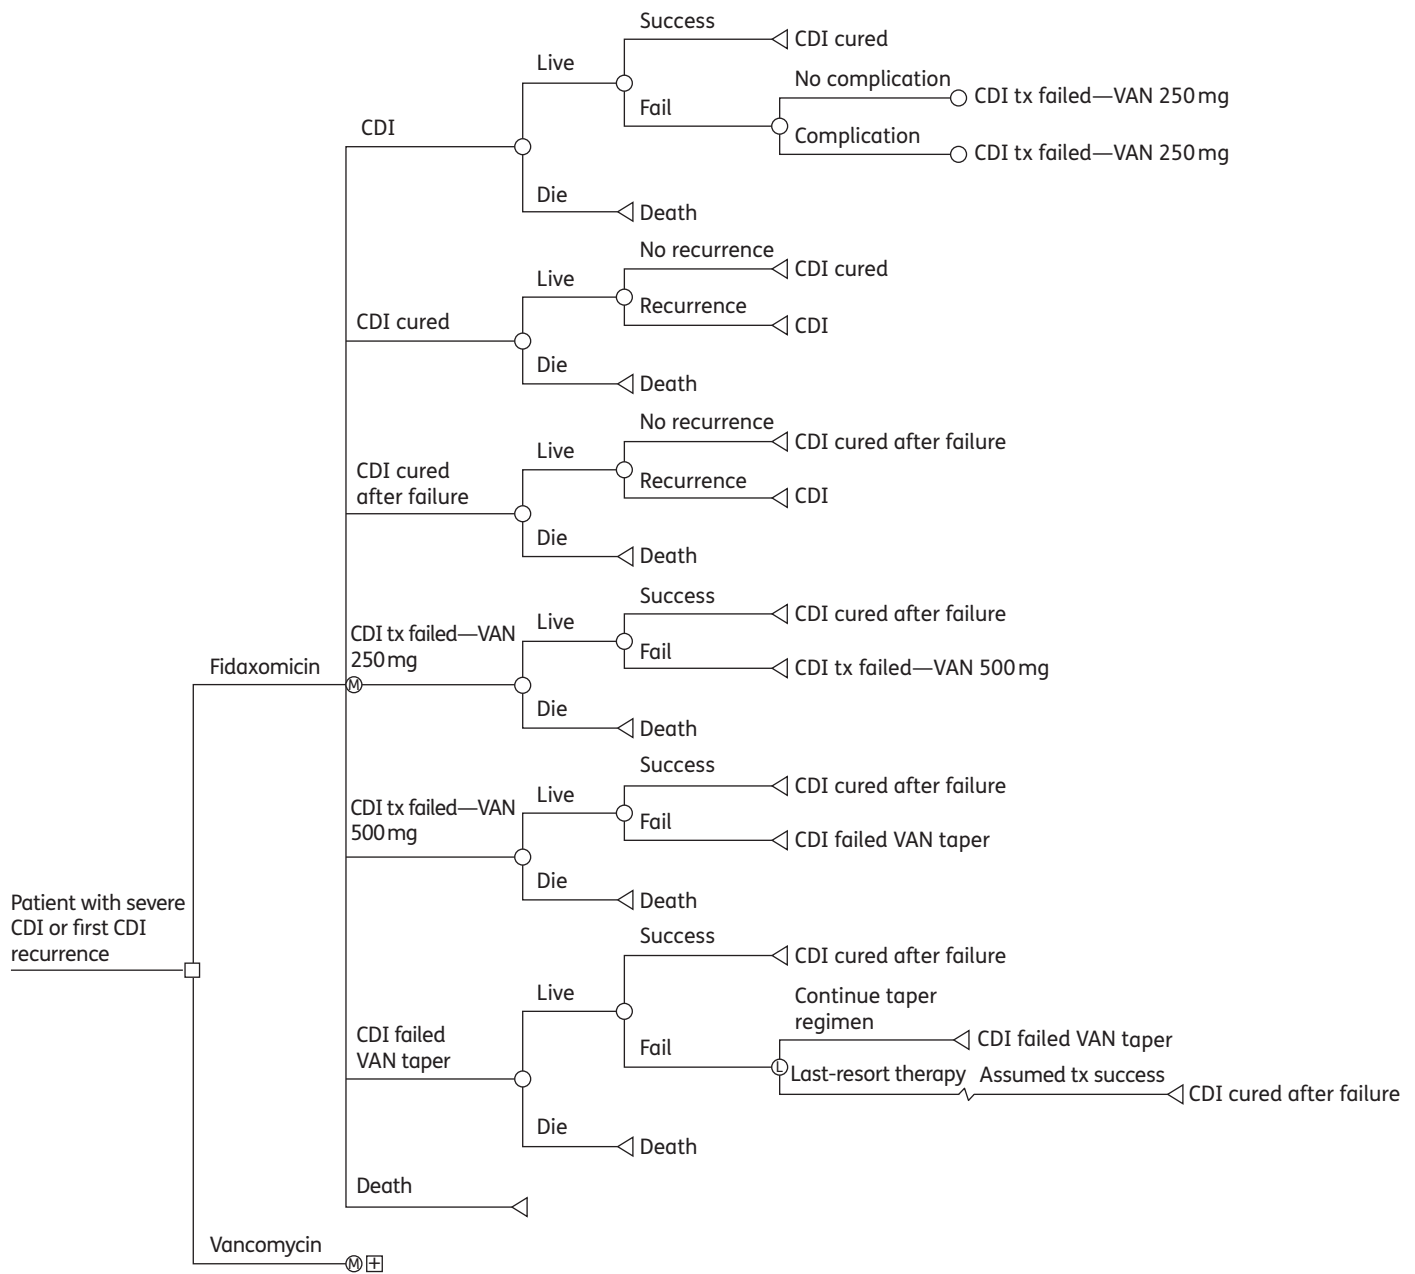 Success
CDI cured
Live
No complication
CDI tx failed—VAN 250 mg
Fail
Complication
CDI tx failed—VAN 250 mg
CDI
Die
Death
No recurrence
CDI cured
Live
Recurrence
CDI
CDI cured
Die
Death
No recurrence
CDI cured after failure
Live
Recurrence
CDI
CDI cured
after failure
Die
Death
Success
CDI cured after failure
Live
Fail
CDI tx failed—VAN 500 mg
CDI tx failed—VAN
250 mg
Fidaxomicin
M
Die
Death
Success
CDI cured after failure
Live
Fail
CDI failed VAN taper
CDI tx failed—VAN
500 mg
Die
Death
Patient with severe
CDI or first CDI
recurrence
Success
CDI cured after failure
Live
Continue taper
regimen
CDI failed VAN taper
Fail
L
Last-resort therapy
Assumed tx success
CDI cured after failure
CDI failed
VAN taper
Die
Death
Death
Vancomycin
M +